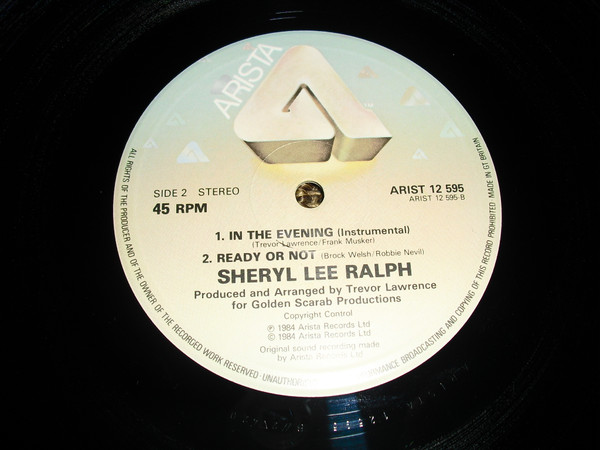 ARISTA
SIDE 2 STEREO
45 RPM
ARIST 12 595
ARIST 12 595-B
1. IN THE EVENING (Instrumental)
(Trevor Lawrence/Frank Musker)
2. READY OR NOT (Brock Welsh/Robbie Nevil)
SHERYL LEE RALPH
Produced and Arranged by Trevor Lawrence
for Golden Scarab Productions
Copyright Control
℗ 1984 Arista Records Ltd
© 1984 Arista Records Ltd
Original sound recording made
by Arista Records Ltd
ALL RIGHTS OF THE PRODUCER AND OF THE OWNER OF THE RECORDED WORK RESERVED UNAUTHOR PERFORMANCE BROADCASTING AND COPYING OF THIS RECORD PROHIBITED. MADE IN GT BRITAIN